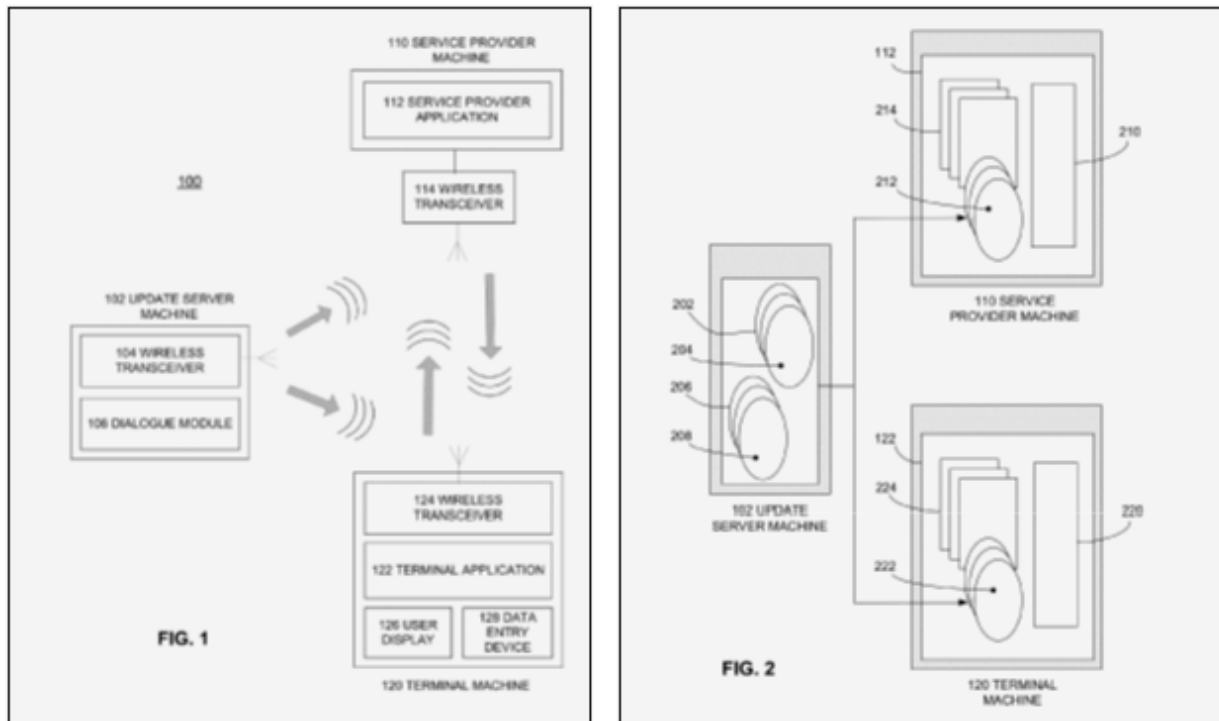 110 SERVICE PROVIDER
MACHINE
112 SERVICE PROVIDER
APPLICATION
100
114 WIRELESS
TRANSCEIVER
102 UPDATE SERVER
MACHINE
104 WIRELESS
TRANSCEIVER
106 DIALOGUE MODULE
124 WIRELESS
TRANSCEIVER
122 TERMINAL APPLICATION
126 USER
DISPLAY
128 DATA
ENTRY
DEVICE
FIG. 1
120 TERMINAL MACHINE
112
214
210
212
110 SERVICE
PROVIDER MACHINE
202
204
206
208
102 UPDATE
SERVER MACHINE
122
224
220
222
FIG. 2
120 TERMINAL
MACHINE